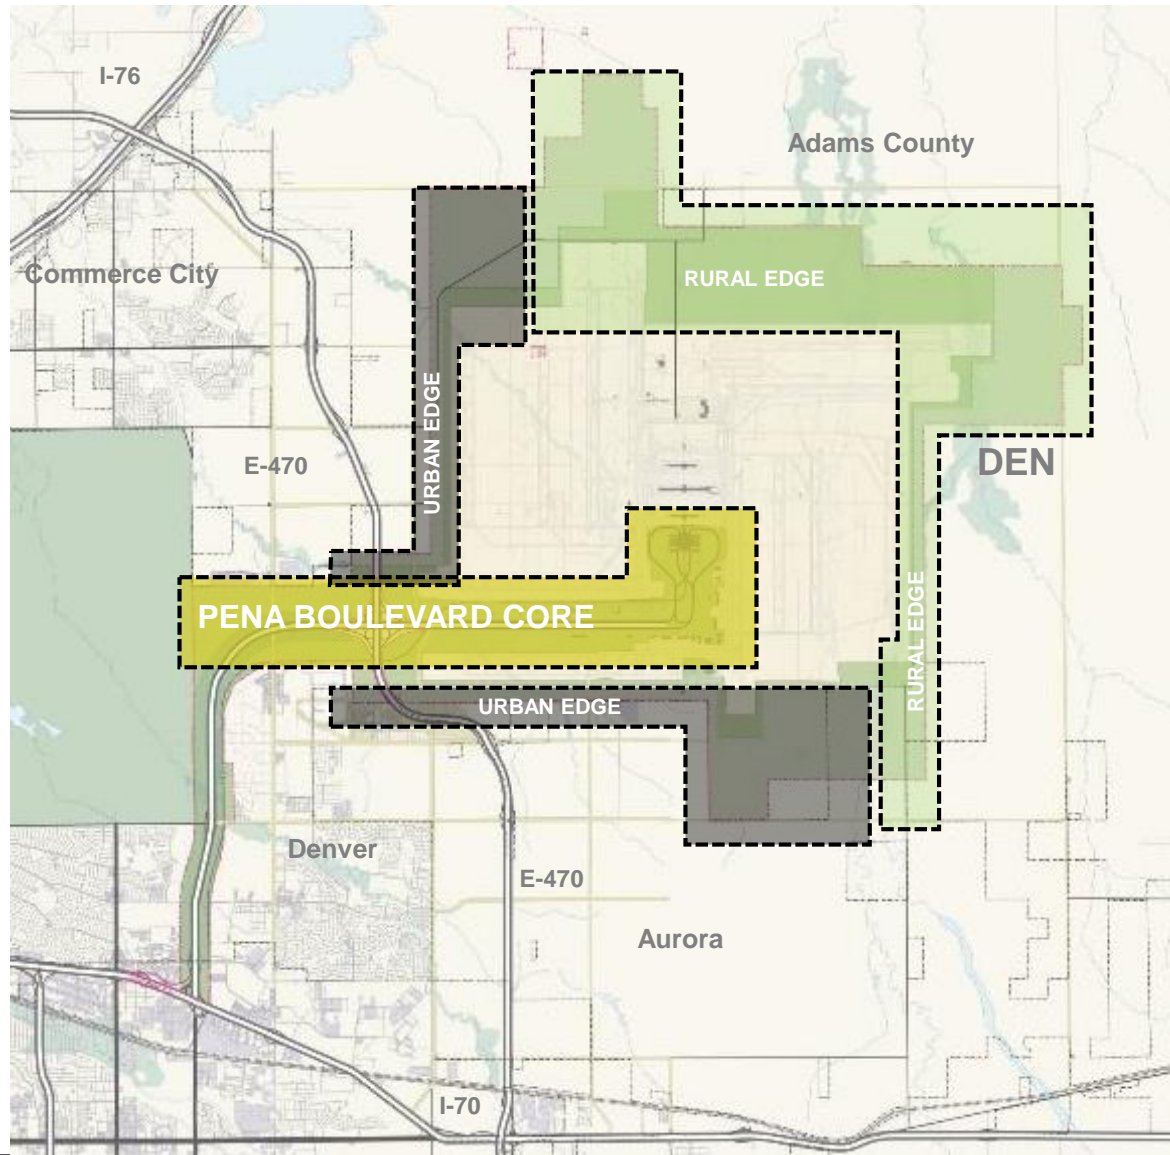 I-76
Adams County
Commerce City
RURAL EDGE
URBAN EDGE
E-470
DEN
PENA BOULEVARD CORE
RURAL EDGE
URBAN EDGE
Denver
E-470
Aurora
I-70